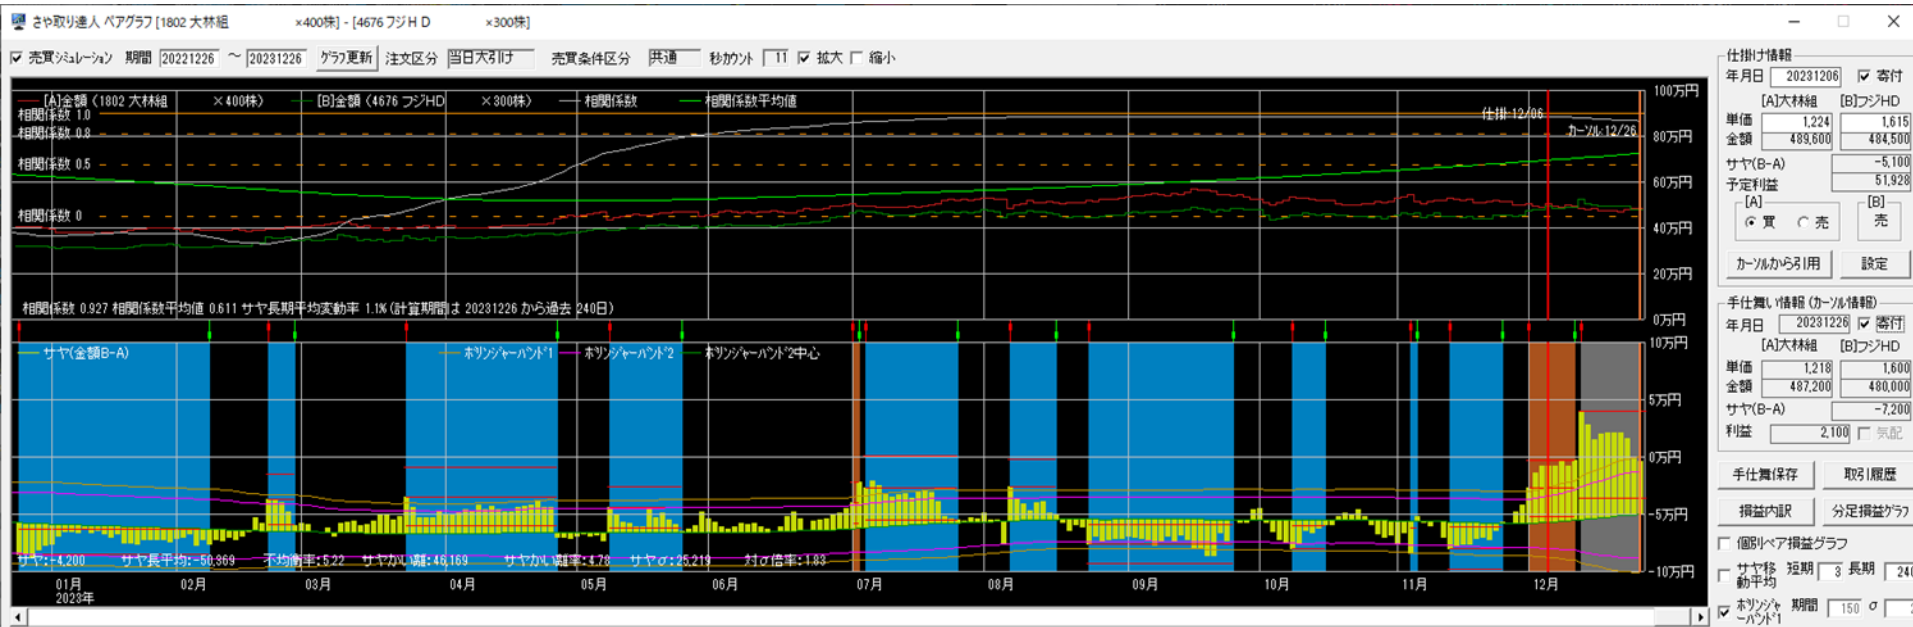 さや取り達人 ペアグラフ [1802 大林組 ×400株] - [4676 フジHD ×300株]
売買シミュレーション 期間 20221226 ～ 20231226 グラフ更新 注文区分 当日大引け 売買条件区分 共通 秒カウント 11 拡大 縮小
[A]金額 (1802 大林組 ×400株) [B]金額 (4676 フジHD ×300株) 相関係数 相関係数平均値
相関係数 1.0
相関係数 0.8
相関係数 0.5
相関係数 0
仕掛:12/06
カーソル:12/26
100万円
80万円
60万円
40万円
20万円
0万円
相関係数 0.927 相関係数平均値 0.611 サヤ長期平均変動率 1.1% (計算期間は 20231226 から過去 240日)
サヤ(金額B-A) ボリンジャーバンド1 ボリンジャーバンド2 ボリンジャーバンド2中心
10万円
5万円
0万円
-5万円
-10万円
サヤ:-4,200 サヤ長平均:-50,369 不均衡率:5.22 サヤかい離:46,169 サヤかい離率:4.78 サヤσ:25,219 対σ倍率:1.83
01月 02月 03月 04月 05月 06月 07月 08月 09月 10月 11月 12月
2023年
仕掛け情報
年月日 20231206 寄付
[A]大林組 [B]フジHD
単価 1,224 1,615
金額 489,600 484,500
サヤ(B-A) -5,100
予定利益 51,928
[A] [B]
買 売 売
カーソルから引用 設定
手仕舞い情報 (カーソル情報)
年月日 20231226 寄付
[A]大林組 [B]フジHD
単価 1,218 1,600
金額 487,200 480,000
サヤ(B-A) -7,200
利益 2,100 気配
手仕舞保存 取引履歴
損益内訳 分足損益グラフ
個別ペア損益グラフ
サヤ移動平均 短期 3 長期 240
ボリンジャーバンド1 期間 150 σ